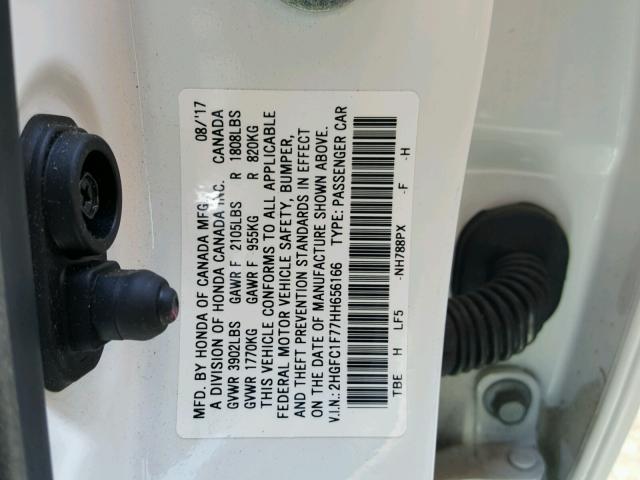 MFD. BY HONDA OF CANADA MFG., 08/'17
A DIVISION OF HONDA CANADA INC. CANADA
GVWR 3902LBS GAWR F 2105LBS R 1808LBS
GVWR 1770KG GAWR F 955KG R 820KG
THIS VEHICLE CONFORMS TO ALL APPLICABLE
FEDERAL MOTOR VEHICLE SAFETY, BUMPER,
AND THEFT PREVENTION STANDARDS IN EFFECT
ON THE DATE OF MANUFACTURE SHOWN ABOVE.
V.I.N.: 2HGFC1F77HH656166 TYPE: PASSENGER CAR
TBE H LF5 -NH788PX -F -H